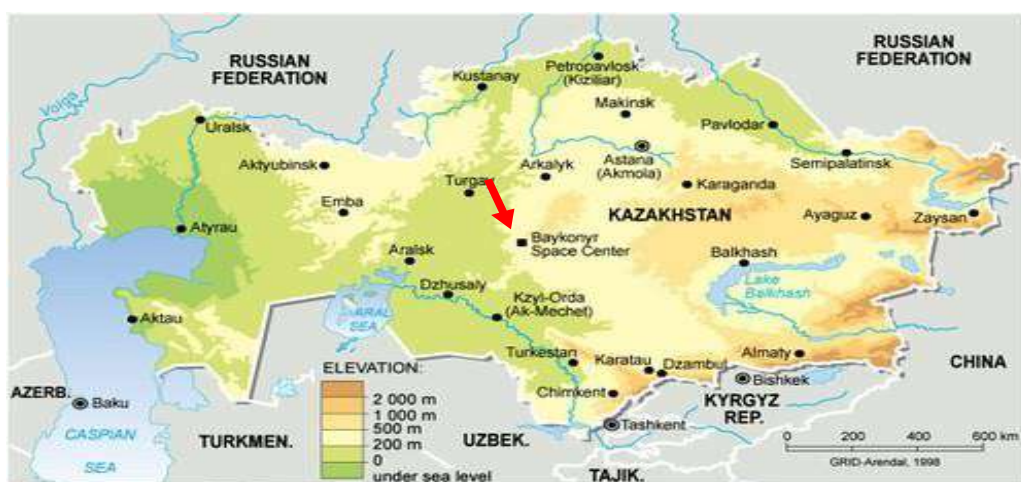 RUSSIAN
FEDERATION
RUSSIAN
FEDERATION
Volga
Uralsk
Aktyubinsk
Kustanay
Petropavlosk
(Kiziliar)
Makinsk
Pavlodar
Semipalatinsk
Arkalyk
Astana
(Akmola)
Turgay
Karaganda
Emba
KAZAKHSTAN
Ayaguz
Zaysan
Atyrau
Baykonyr
Space Center
Aralsk
Balkhash
Dzhusaly
Kzyl-Orda
(Ak-Mechet)
Lake
Balkhash
ARAL
SEA
Aktau
Turkestan
Karatau
Dzambul
Almaty
CHINA
ELEVATION:
2 000 m
1 000 m
500 m
200 m
0
under sea level
Chimkent
Bishkek
AZERB.
Baku
KYRGYZ
REP.
Tashkent
CASPIAN
SEA
TURKMEN.
UZBEK.
TAJIK.
0 200 400 600 km
GRID-Arendal, 1998